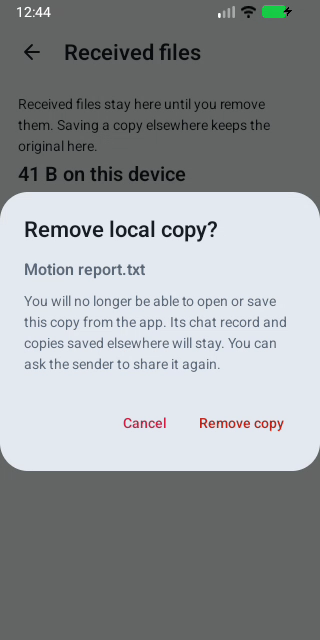 12:44
Received files
Received files stay here until you remove
them. Saving a copy elsewhere keeps the
original here.
41 B on this device
Remove local copy?
Motion report.txt
You will no longer be able to open or save
this copy from the app. Its chat record and
copies saved elsewhere will stay. You can
ask the sender to share it again.
Cancel
Remove copy